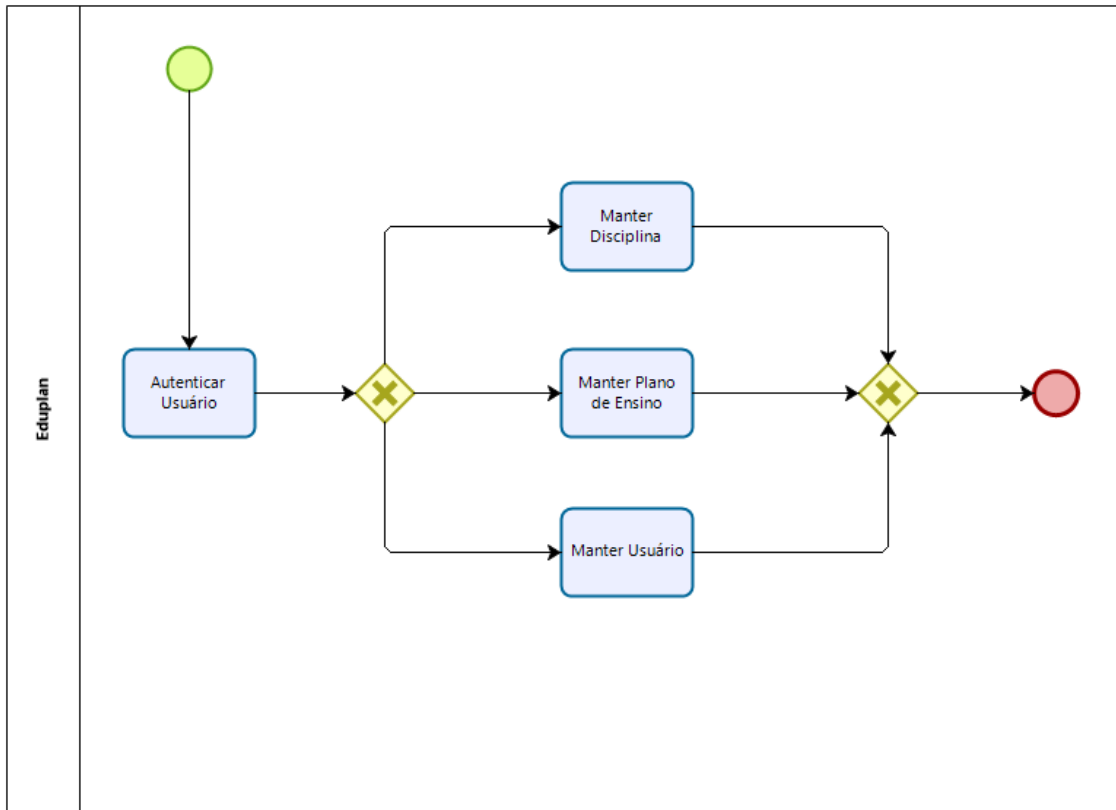 Eduplan
Autenticar
Usuário
Manter
Disciplina
Manter Plano
de Ensino
Manter Usuário